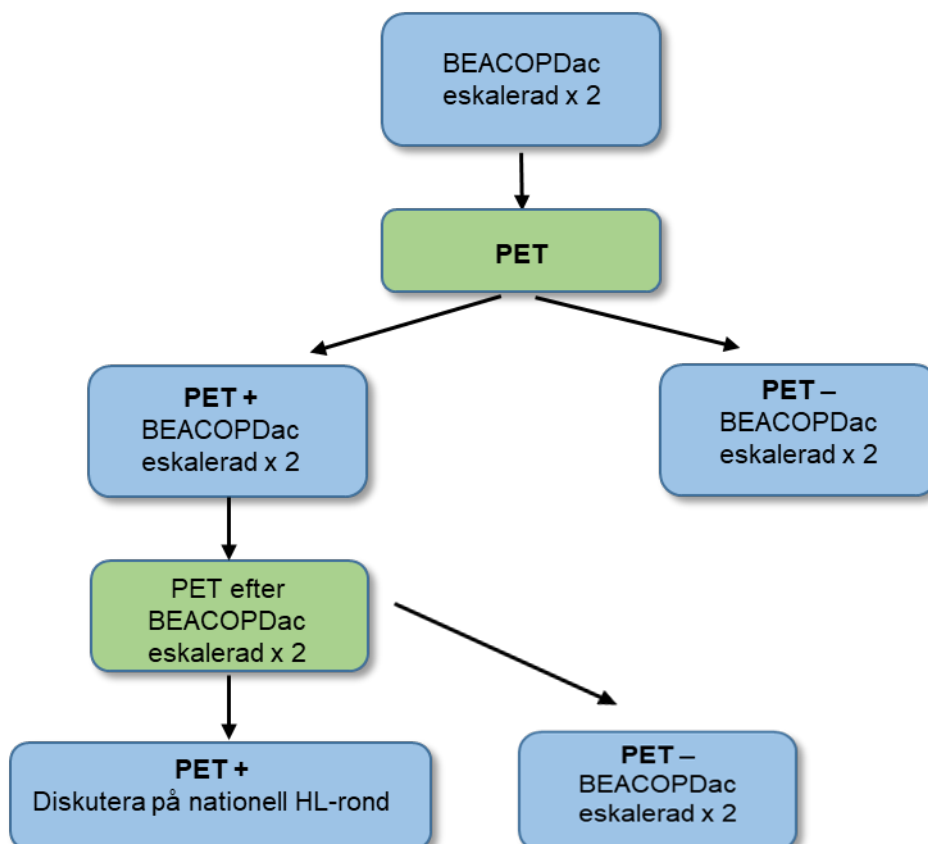 BEACOPDac
eskalerad x 2
PET
PET +
BEACOPDac
eskalerad x 2
PET –
BEACOPDac
eskalerad x 2
PET efter
BEACOPDac
eskalerad x 2
PET +
Diskutera på nationell HL-rond
PET –
BEACOPDac
eskalerad x 2